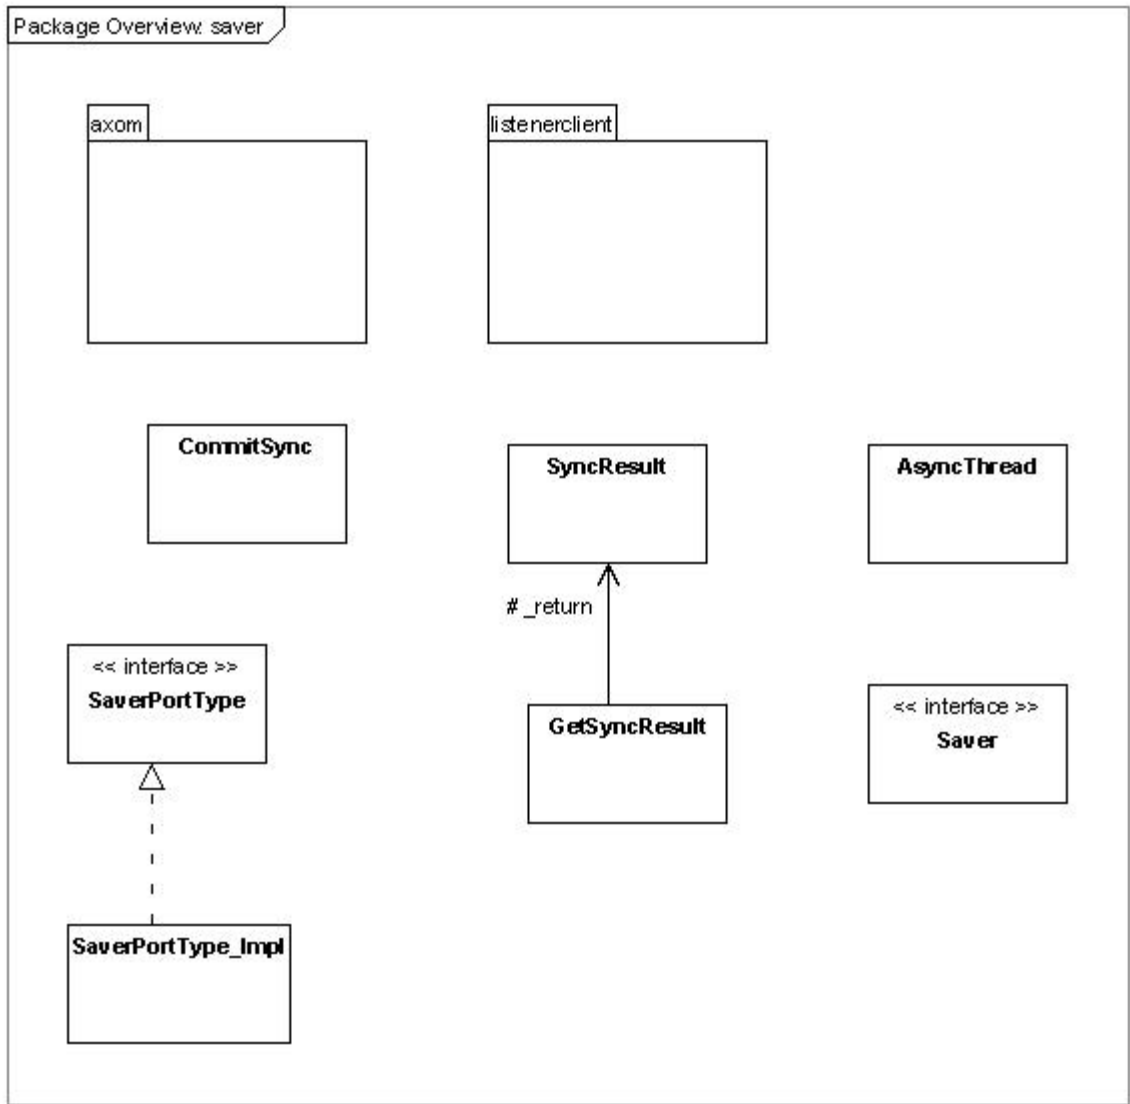 Package Overview: saver
axom
listenerclient
CommitSync
SyncResult
AsyncThread
# _return
<< interface >>
SaverPortType
GetSyncResult
<< interface >>
Saver
SaverPortType_Impl